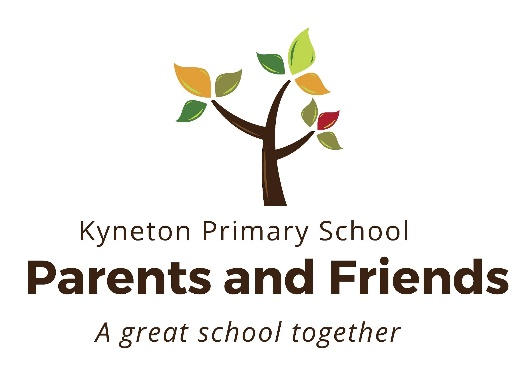 Kyneton Primary School
Parents and Friends
A great school together